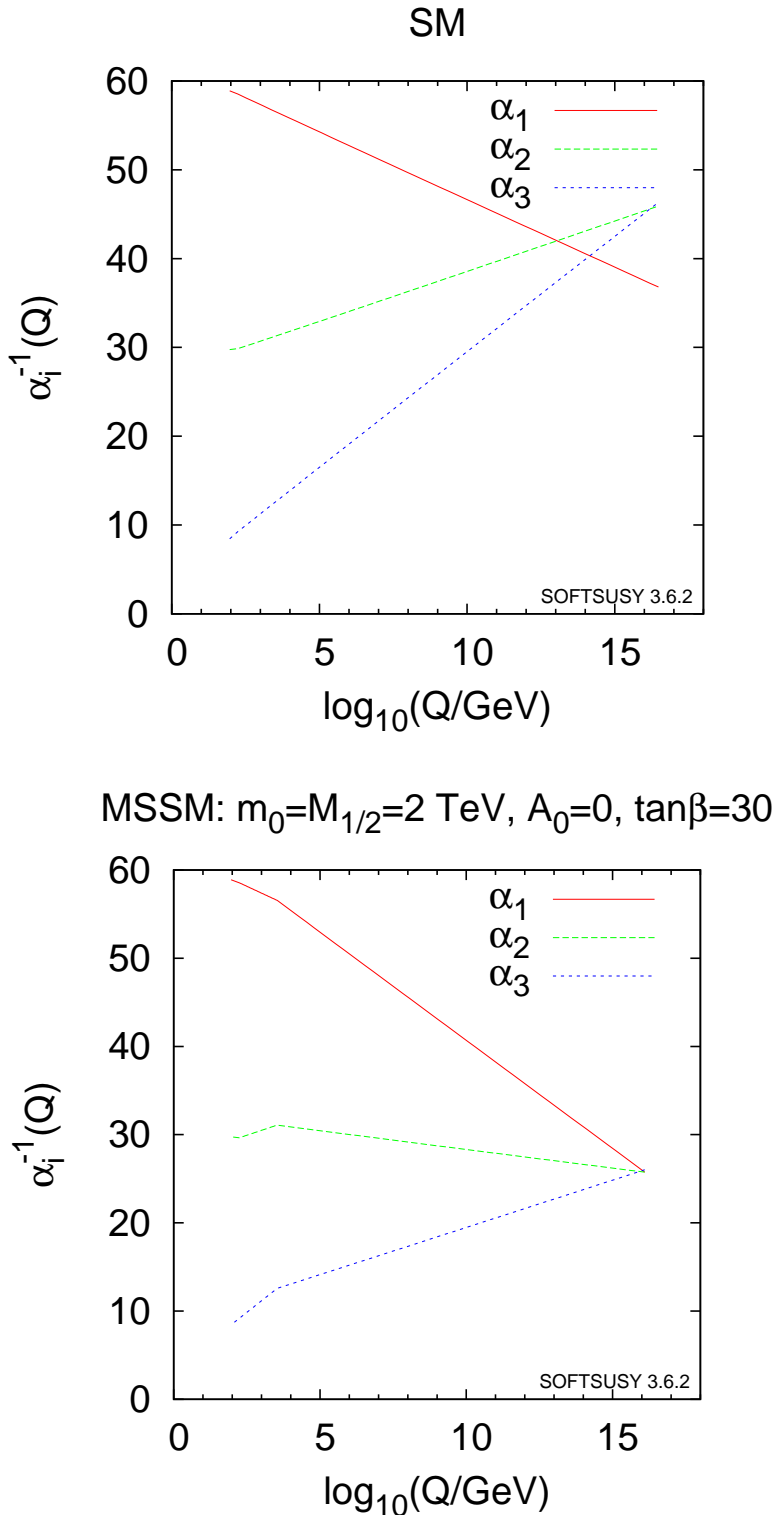 SM
60
50
40
30
20
10
0
α₁
α₂
α₃
αᵢ⁻¹(Q)
SOFTSUSY 3.6.2
0 5 10 15
log₁₀(Q/GeV)
MSSM: m₀=M₁/₂=2 TeV, A₀=0, tanβ=30
60
50
40
30
20
10
0
α₁
α₂
α₃
αᵢ⁻¹(Q)
SOFTSUSY 3.6.2
0 5 10 15
log₁₀(Q/GeV)